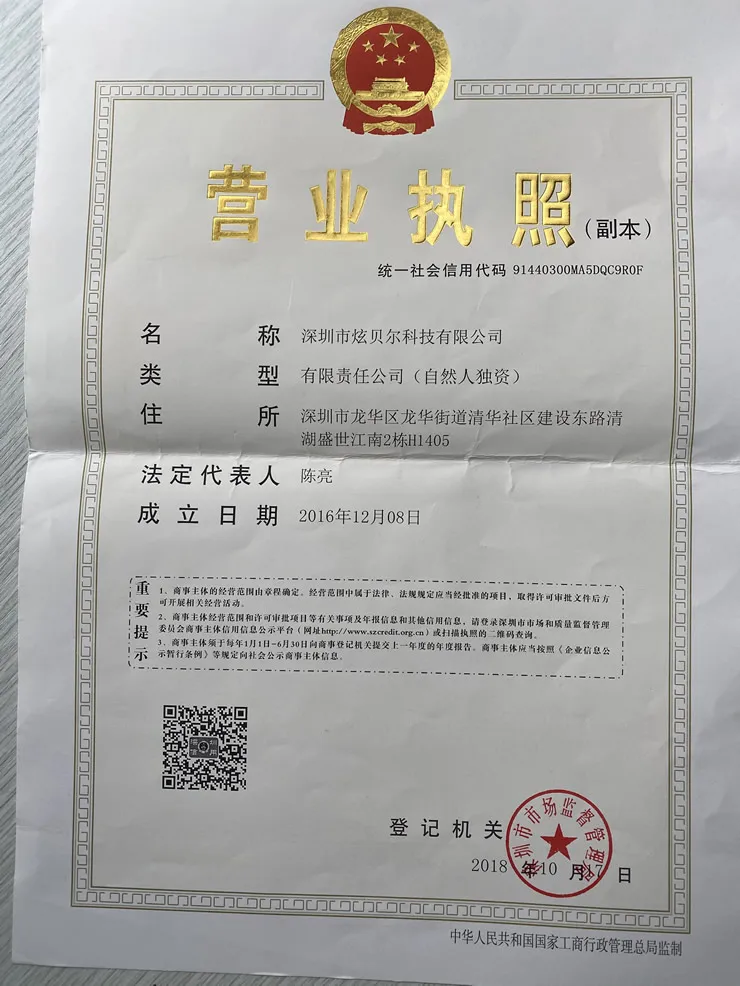 营业执照(副本)
统一社会信用代码 91440300MA5DQC9R0F
名称 深圳市炫贝尔科技有限公司
类型 有限责任公司(自然人独资)
住所 深圳市龙华区龙华街道清华社区建设东路清
湖盛世江南2栋H1405
法定代表人 陈亮
成立日期 2016年12月08日
重要提示
1、商事主体的经营范围由章程确定。经营范围中属于法律、法规规定应当经批准的项目,取得许可审批文件后方
可开展相关经营活动。
2、商事主体经营范围和许可审批项目等有关事项及年报信息和其他信用信息,请登录深圳市市场和质量监督管理
委员会商事主体信用信息公示平台(网址http://www.szcredit.org.cn)或扫描执照的二维码查询。
3、商事主体须于每年1月1日-6月30日向商事登记机关提交上一年度的年度报告。商事主体应当按照《企业信息公
示暂行条例》等规定向社会公示商事主体信息。
登记机关
深圳市市场监督管理局
2018年10月17日
中华人民共和国国家工商行政管理总局监制